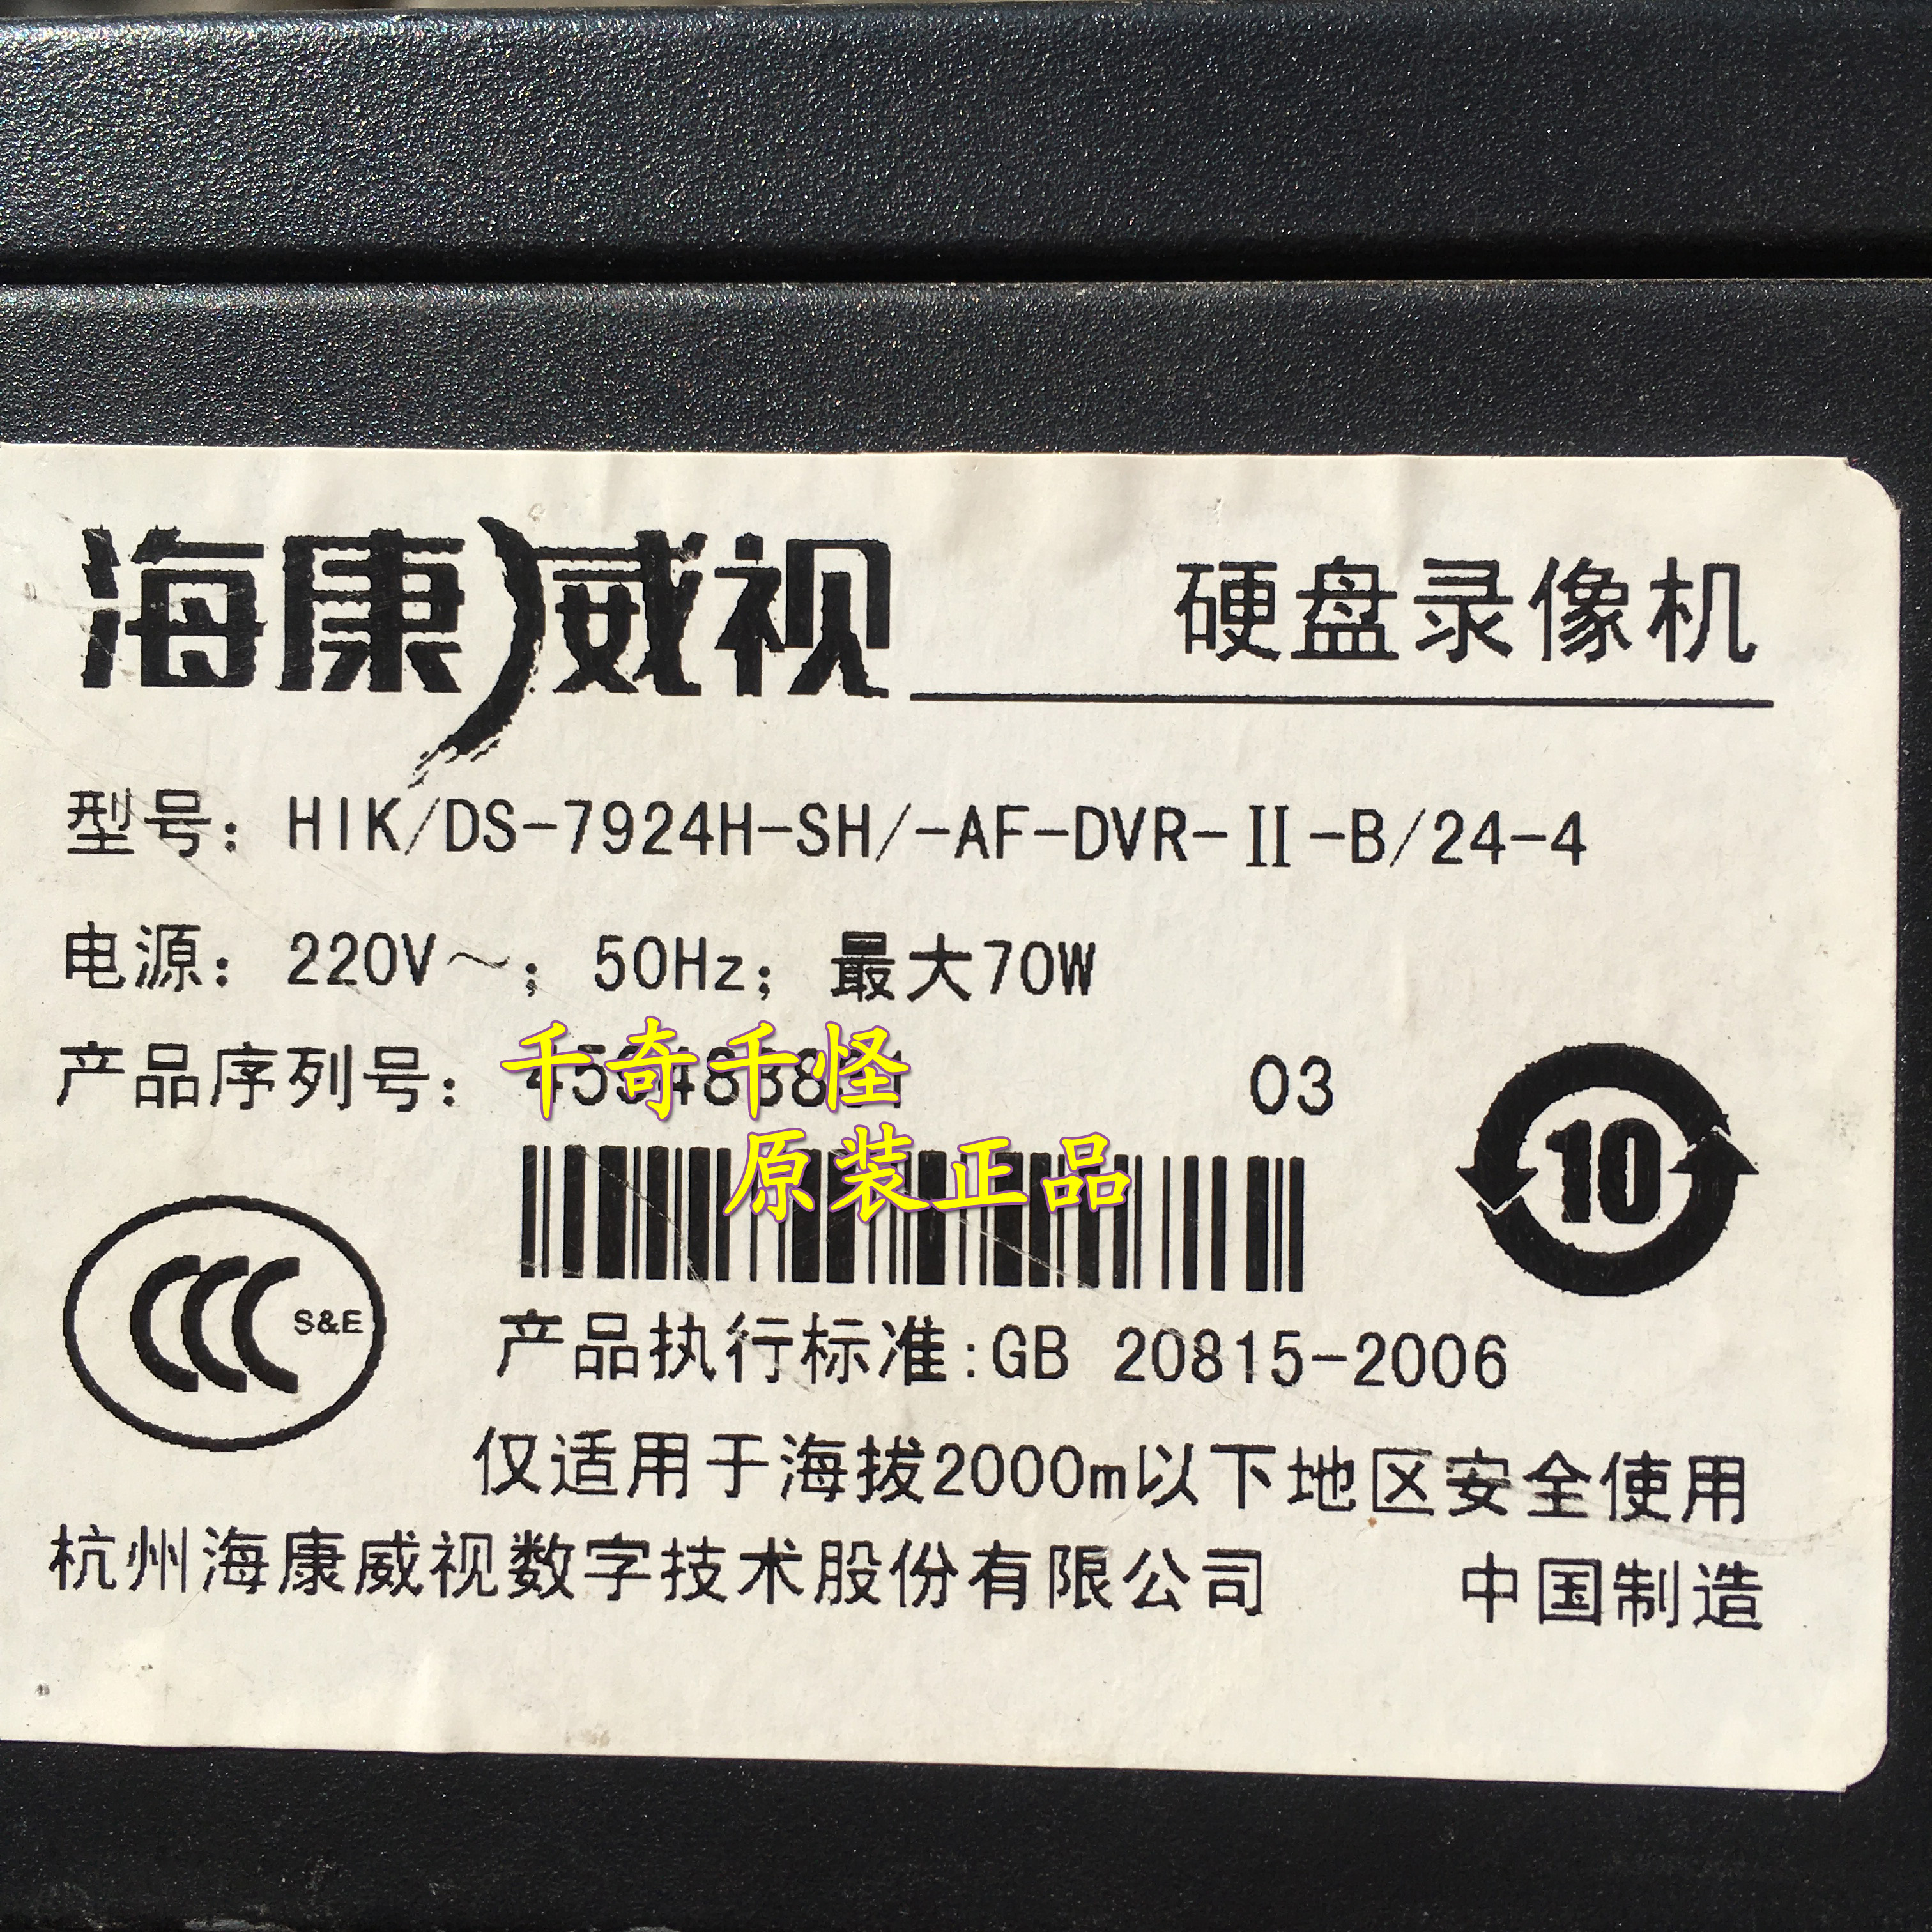 海康威视 硬盘录像机
型号：HIK/DS-7924H-SH/-AF-DVR-Ⅱ-B/24-4
电源：220V～；50Hz；最大70W
产品序列号： 03
千奇千怪
原装正品
10
CCC S&E
产品执行标准:GB 20815-2006
仅适用于海拔2000m以下地区安全使用
杭州海康威视数字技术股份有限公司 中国制造